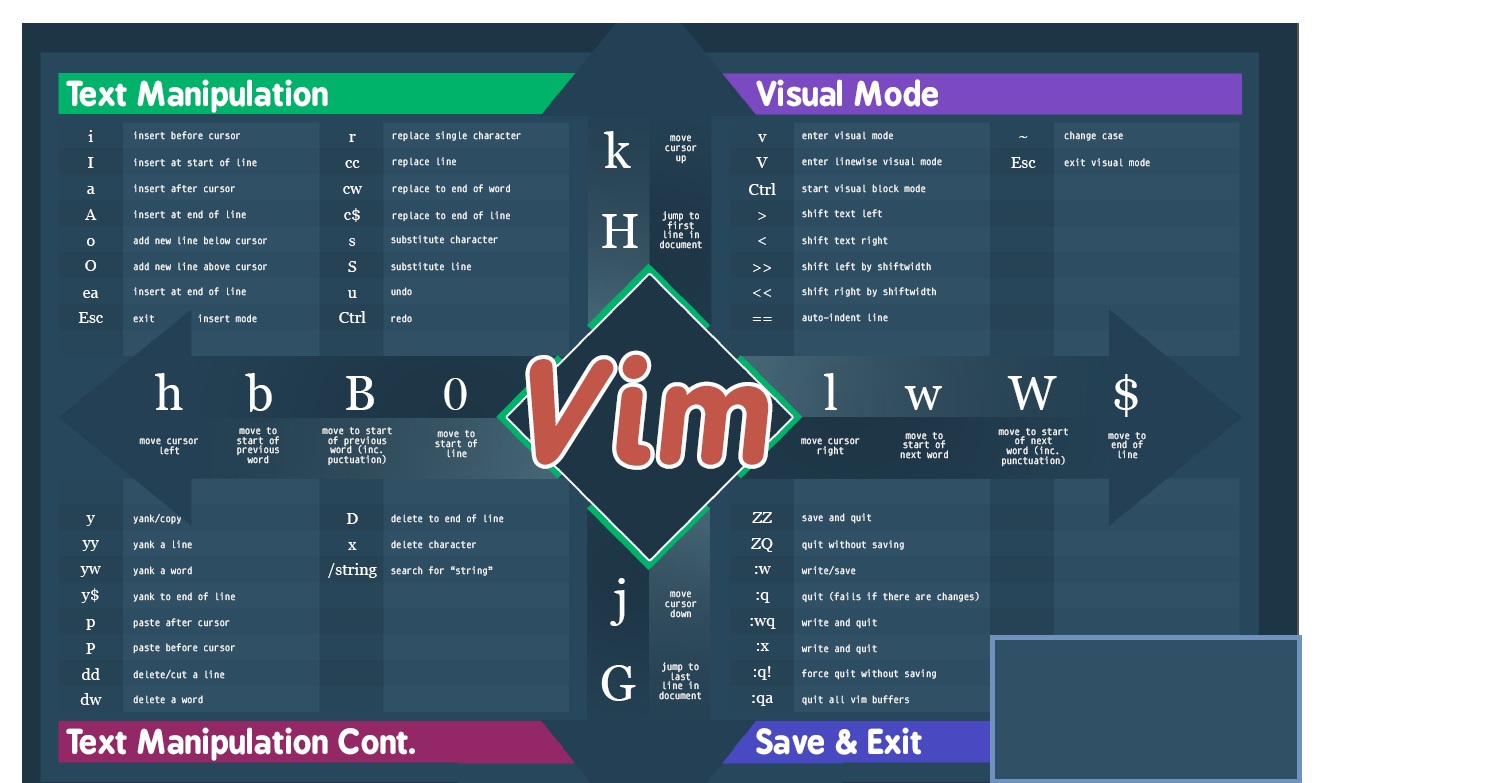 Text Manipulation
i insert before cursor r replace single character
I insert at start of line cc replace line
a insert after cursor cw replace to end of word
A insert at end of line c$ replace to end of line
o add new line below cursor s substitute character
O add new line above cursor S substitute line
ea insert at end of line u undo
Esc exit insert mode Ctrl redo
k move
cursor
up
H jump to
first
line in
document
Visual Mode
v enter visual mode ~ change case
V enter linewise visual mode Esc exit visual mode
Ctrl start visual block mode
> shift text left
< shift text right
>> shift left by shiftwidth
<< shift right by shiftwidth
== auto-indent line
h b B 0
move cursor
left
move to
start of
previous
word
move to start
of previous
word (inc.
puctuation)
move to
start of
line
Vim
l w W $
move cursor
right
move to
start of
next word
move to start
of next
word (inc.
punctuation)
move to
end of
line
y yank/copy D delete to end of line
yy yank a line x delete character
yw yank a word /string search for "string"
y$ yank to end of line
p paste after cursor
P paste before cursor
dd delete/cut a line
dw delete a word
Text Manipulation Cont.
j move
cursor
down
G jump to
last
line in
document
ZZ save and quit
ZQ quit without saving
:w write/save
:q quit (fails if there are changes)
:wq write and quit
:x write and quit
:q! force quit without saving
:qa quit all vim buffers
Save & Exit